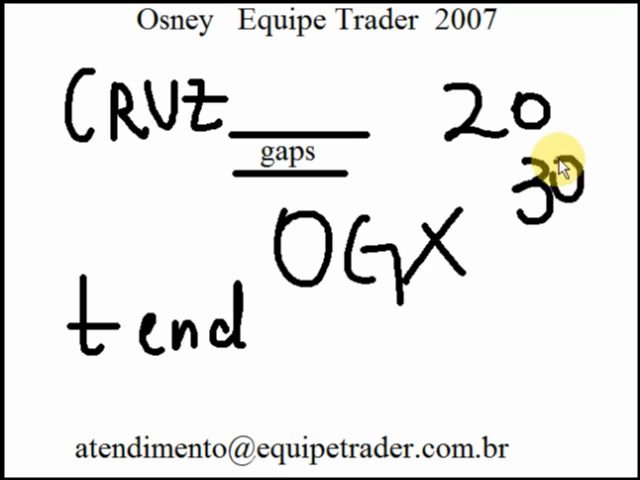 Osney Equipe Trader 2007
CRUZ 20
gaps
30
OGX
tend
atendimento@equipetrader.com.br